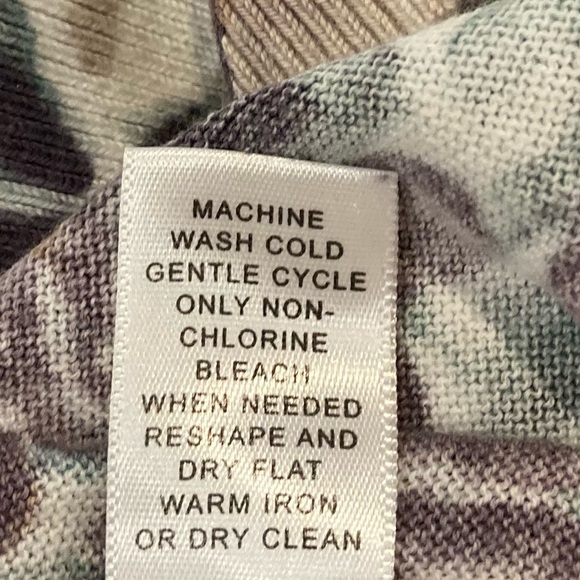 MACHINE
WASH COLD
GENTLE CYCLE
ONLY NON-
CHLORINE
BLEACH
WHEN NEEDED
RESHAPE AND
DRY FLAT
WARM IRON
OR DRY CLEAN